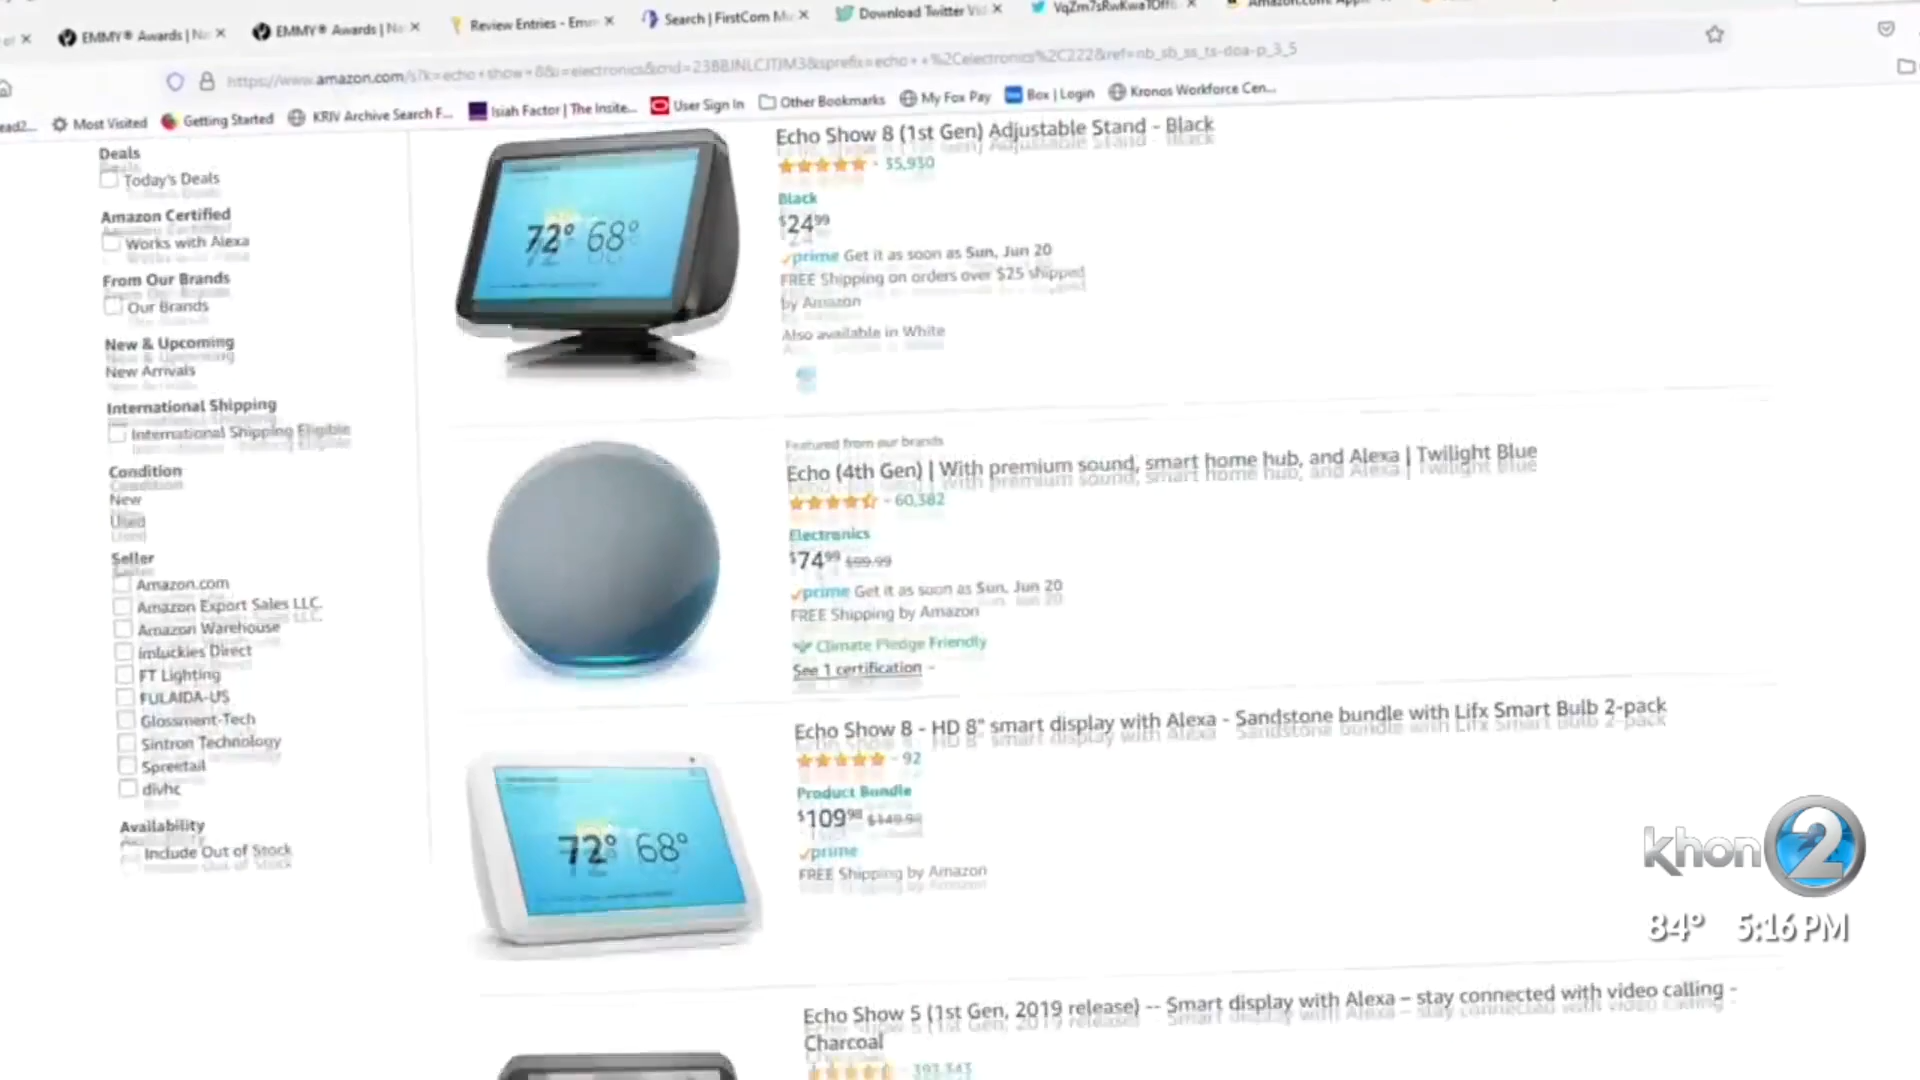 EMMY® Awards | Na
EMMY® Awards | Na
Review Entries - Emm
Search | FirstCom Mu
Download Twitter Vid
https://www.amazon.com/s?k=echo+show+8&i=electronics&crid=23BBJNLCJTJM3&sprefix=echo++%2Celectronics%2C222&ref=nb_sb_ss_ts-doa-p_3_5
Most Visited
Getting Started
KRIV Archive Search F...
Isiah Factor | The Insite...
User Sign In
Other Bookmarks
My Fox Pay
Box | Login
Kronos Workforce Cen...
Deals
Today's Deals
Amazon Certified
Works with Alexa
From Our Brands
Our Brands
New & Upcoming
New Arrivals
International Shipping
International Shipping Eligible
Condition
New
Used
Seller
Amazon.com
Amazon Export Sales LLC.
Amazon Warehouse
imluckies Direct
FT Lighting
FULAIDA-US
Glossment-Tech
Sintron Technology
Spreetail
divhc
Availability
Include Out of Stock
72° 68°
Echo Show 8 (1st Gen) Adjustable Stand - Black
35,930
Black
$24.99
prime Get it as soon as Sun, Jun 20
FREE Shipping on orders over $25 shipped
by Amazon
Also available in White
Featured from our brands
Echo (4th Gen) | With premium sound, smart home hub, and Alexa | Twilight Blue
60,382
Electronics
$74.99 $99.99
prime Get it as soon as Sun, Jun 20
FREE Shipping by Amazon
Climate Pledge Friendly
See 1 certification
72° 68°
Echo Show 8 - HD 8" smart display with Alexa - Sandstone bundle with Lifx Smart Bulb 2-pack
92
Product Bundle
$109.98 $149.98
prime
FREE Shipping by Amazon
Echo Show 5 (1st Gen, 2019 release) -- Smart display with Alexa – stay connected with video calling -
Charcoal
393,343
khon 2
84° 5:16 PM